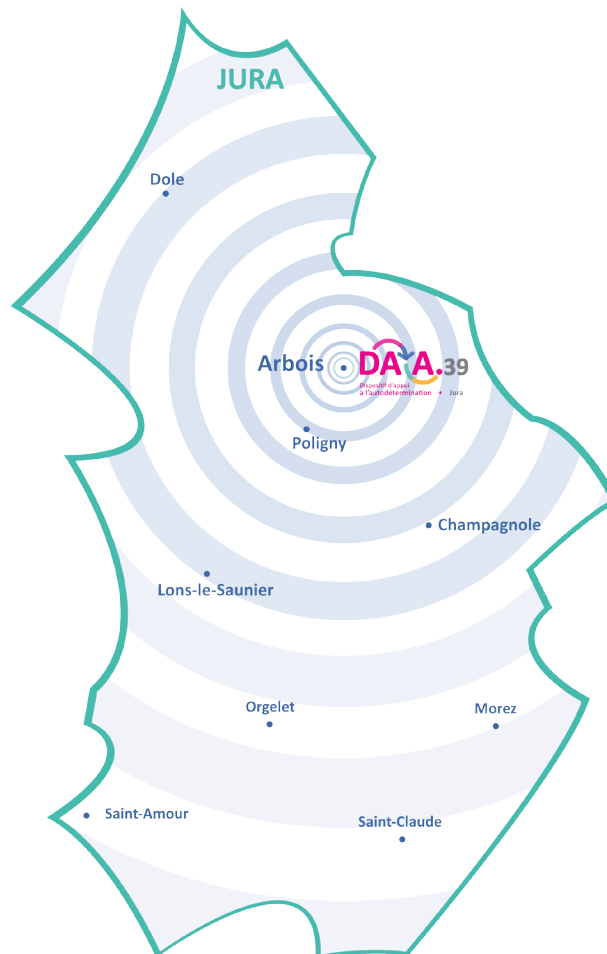 JURA
Dole
Arbois
DAA.39
Dispositif d'appui
à l'autodétermination • Jura
Poligny
Champagnole
Lons-le-Saunier
Orgelet
Morez
Saint-Amour
Saint-Claude